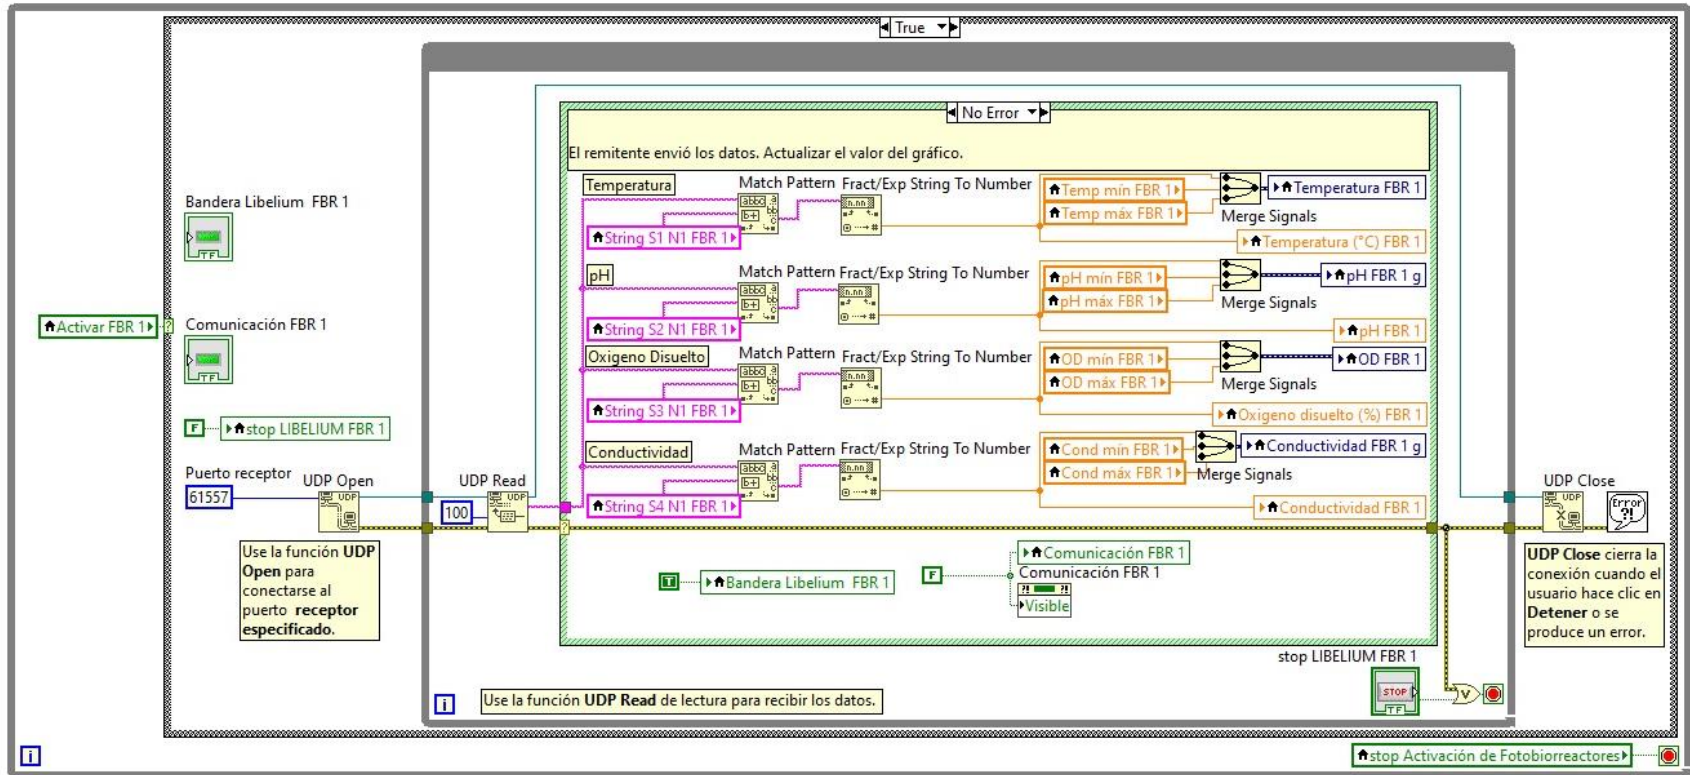 True
No Error
El remitente envió los datos. Actualizar el valor del gráfico.
Temperatura
Match Pattern
Fract/Exp String To Number
Temp mín FBR 1
Temperatura FBR 1
Temp máx FBR 1
Merge Signals
String S1 N1 FBR 1
Temperatura (°C) FBR 1
Bandera Libelium FBR 1
TF
pH
Match Pattern
Fract/Exp String To Number
pH mín FBR 1
pH FBR 1 g
pH máx FBR 1
Merge Signals
String S2 N1 FBR 1
pH FBR 1
Activar FBR 1
?
Comunicación FBR 1
TF
Oxigeno Disuelto
Match Pattern
Fract/Exp String To Number
OD mín FBR 1
OD FBR 1
OD máx FBR 1
Merge Signals
String S3 N1 FBR 1
Oxigeno disuelto (%) FBR 1
F
stop LIBELIUM FBR 1
Conductividad
Match Pattern
Fract/Exp String To Number
Cond mín FBR 1
Conductividad FBR 1 g
Cond máx FBR 1
Merge Signals
String S4 N1 FBR 1
Conductividad FBR 1
Puerto receptor
61557
UDP Open
UDP
UDP Read
UDP
100
?
UDP Close
UDP
Error
?!
Use la función UDP
Open para
conectarse al
puerto receptor
especificado.
T
Bandera Libelium FBR 1
F
Comunicación FBR 1
Comunicación FBR 1
?! ?!
Visible
UDP Close cierra la
conexión cuando el
usuario hace clic en
Detener o se
produce un error.
stop LIBELIUM FBR 1
STOP
TF
V
i
Use la función UDP Read de lectura para recibir los datos.
i
stop Activación de Fotobiorreactores